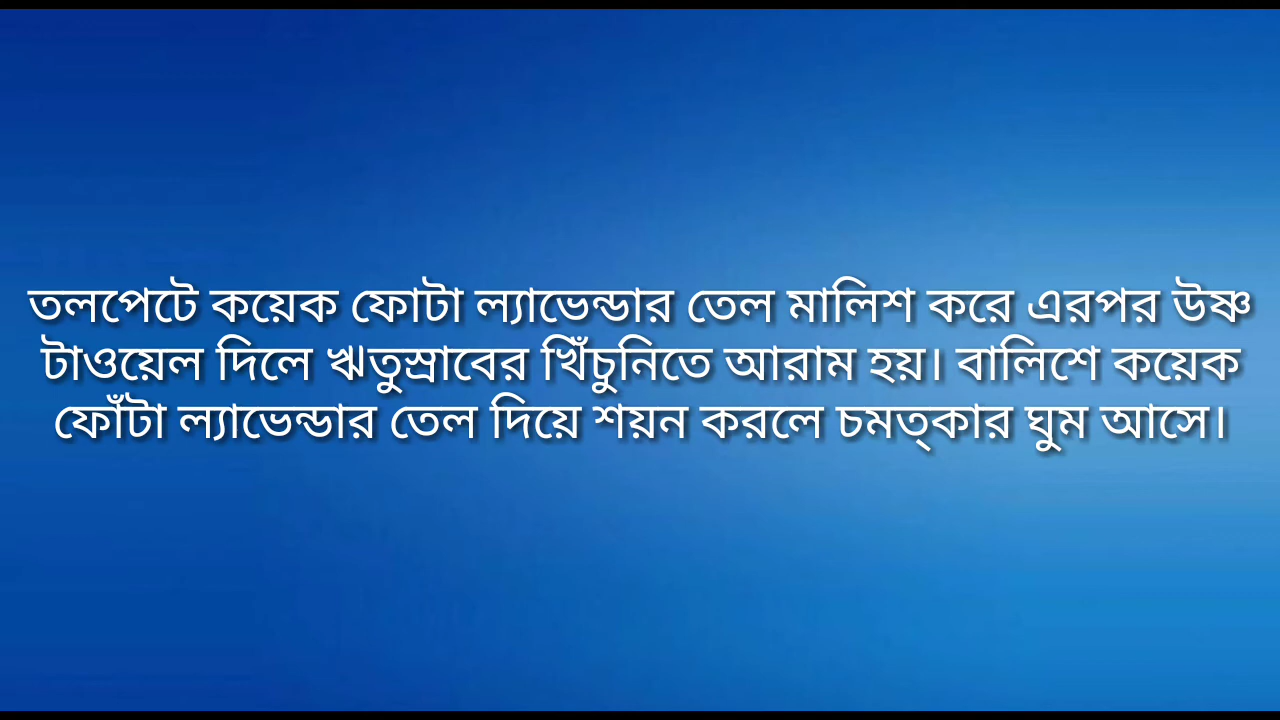 তলপেটে কয়েক ফোটা ল্যাভেন্ডার তেল মালিশ করে এরপর উষ্ণ
টাওয়েল দিলে ঋতুস্রাবের খিঁচুনিতে আরাম হয়। বালিশে কয়েক
ফোঁটা ল্যাভেন্ডার তেল দিয়ে শয়ন করলে চমত্কার ঘুম আসে।